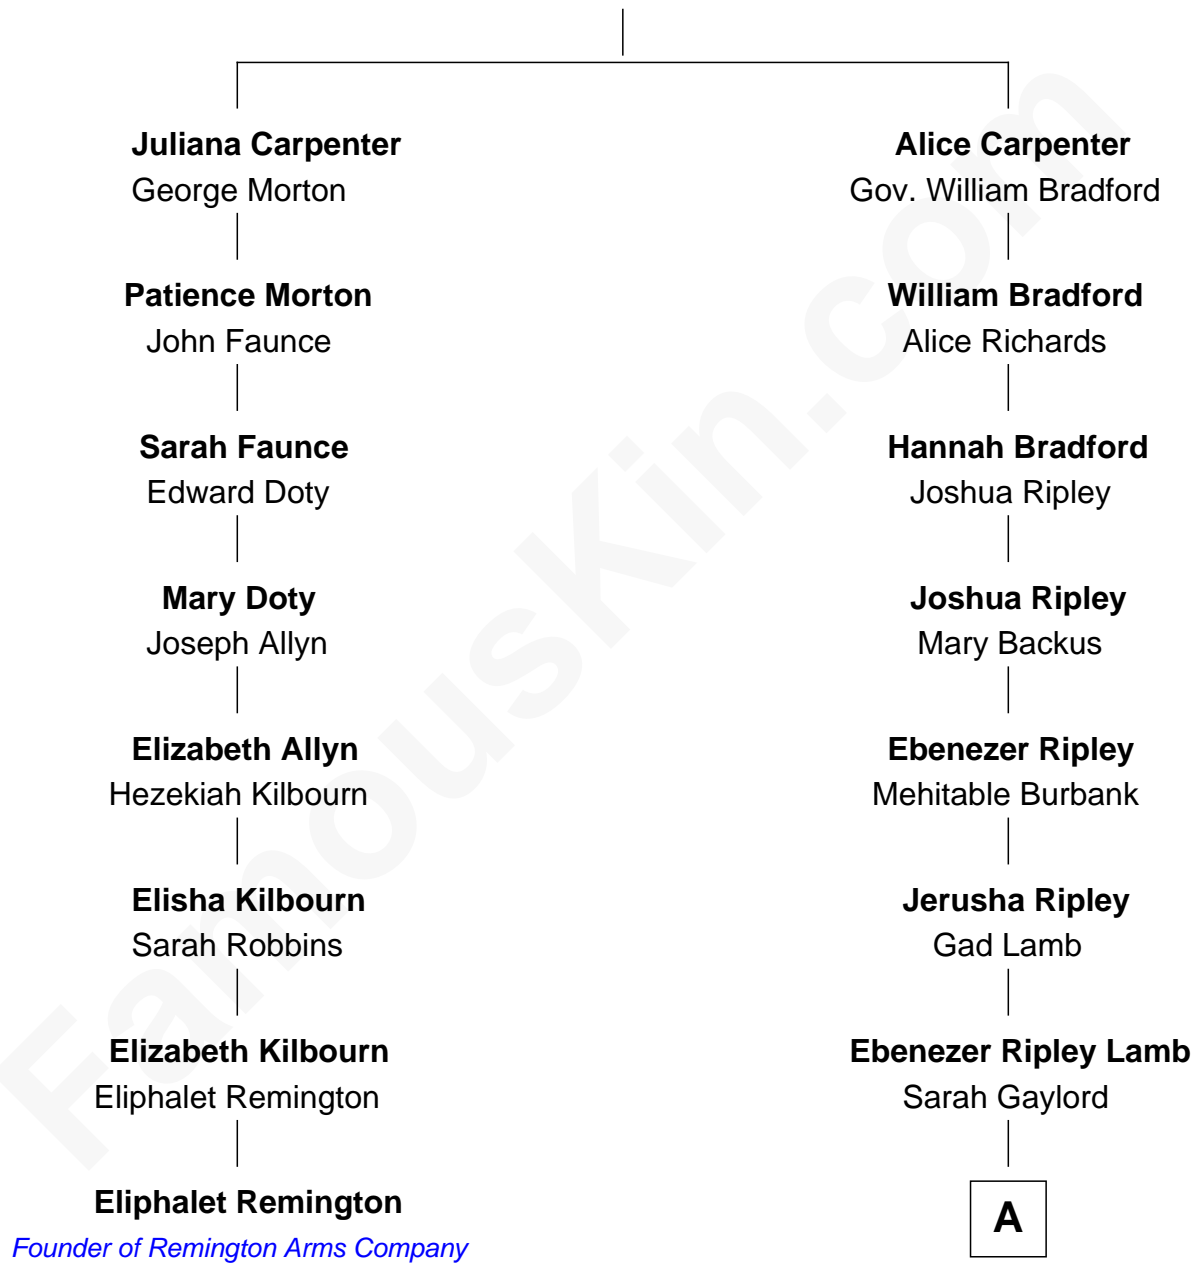 Juliana Carpenter
George Morton
Patience Morton
John Faunce
Sarah Faunce
Edward Doty
Mary Doty
Joseph Allyn
Elizabeth Allyn
Hezekiah Kilbourn
Elisha Kilbourn
Sarah Robbins
Elizabeth Kilbourn
Eliphalet Remington
Eliphalet Remington
Founder of Remington Arms Company
Alice Carpenter
Gov. William Bradford
William Bradford
Alice Richards
Hannah Bradford
Joshua Ripley
Joshua Ripley
Mary Backus
Ebenezer Ripley
Mehitable Burbank
Jerusha Ripley
Gad Lamb
Ebenezer Ripley Lamb
Sarah Gaylord
A
FamousKin.com